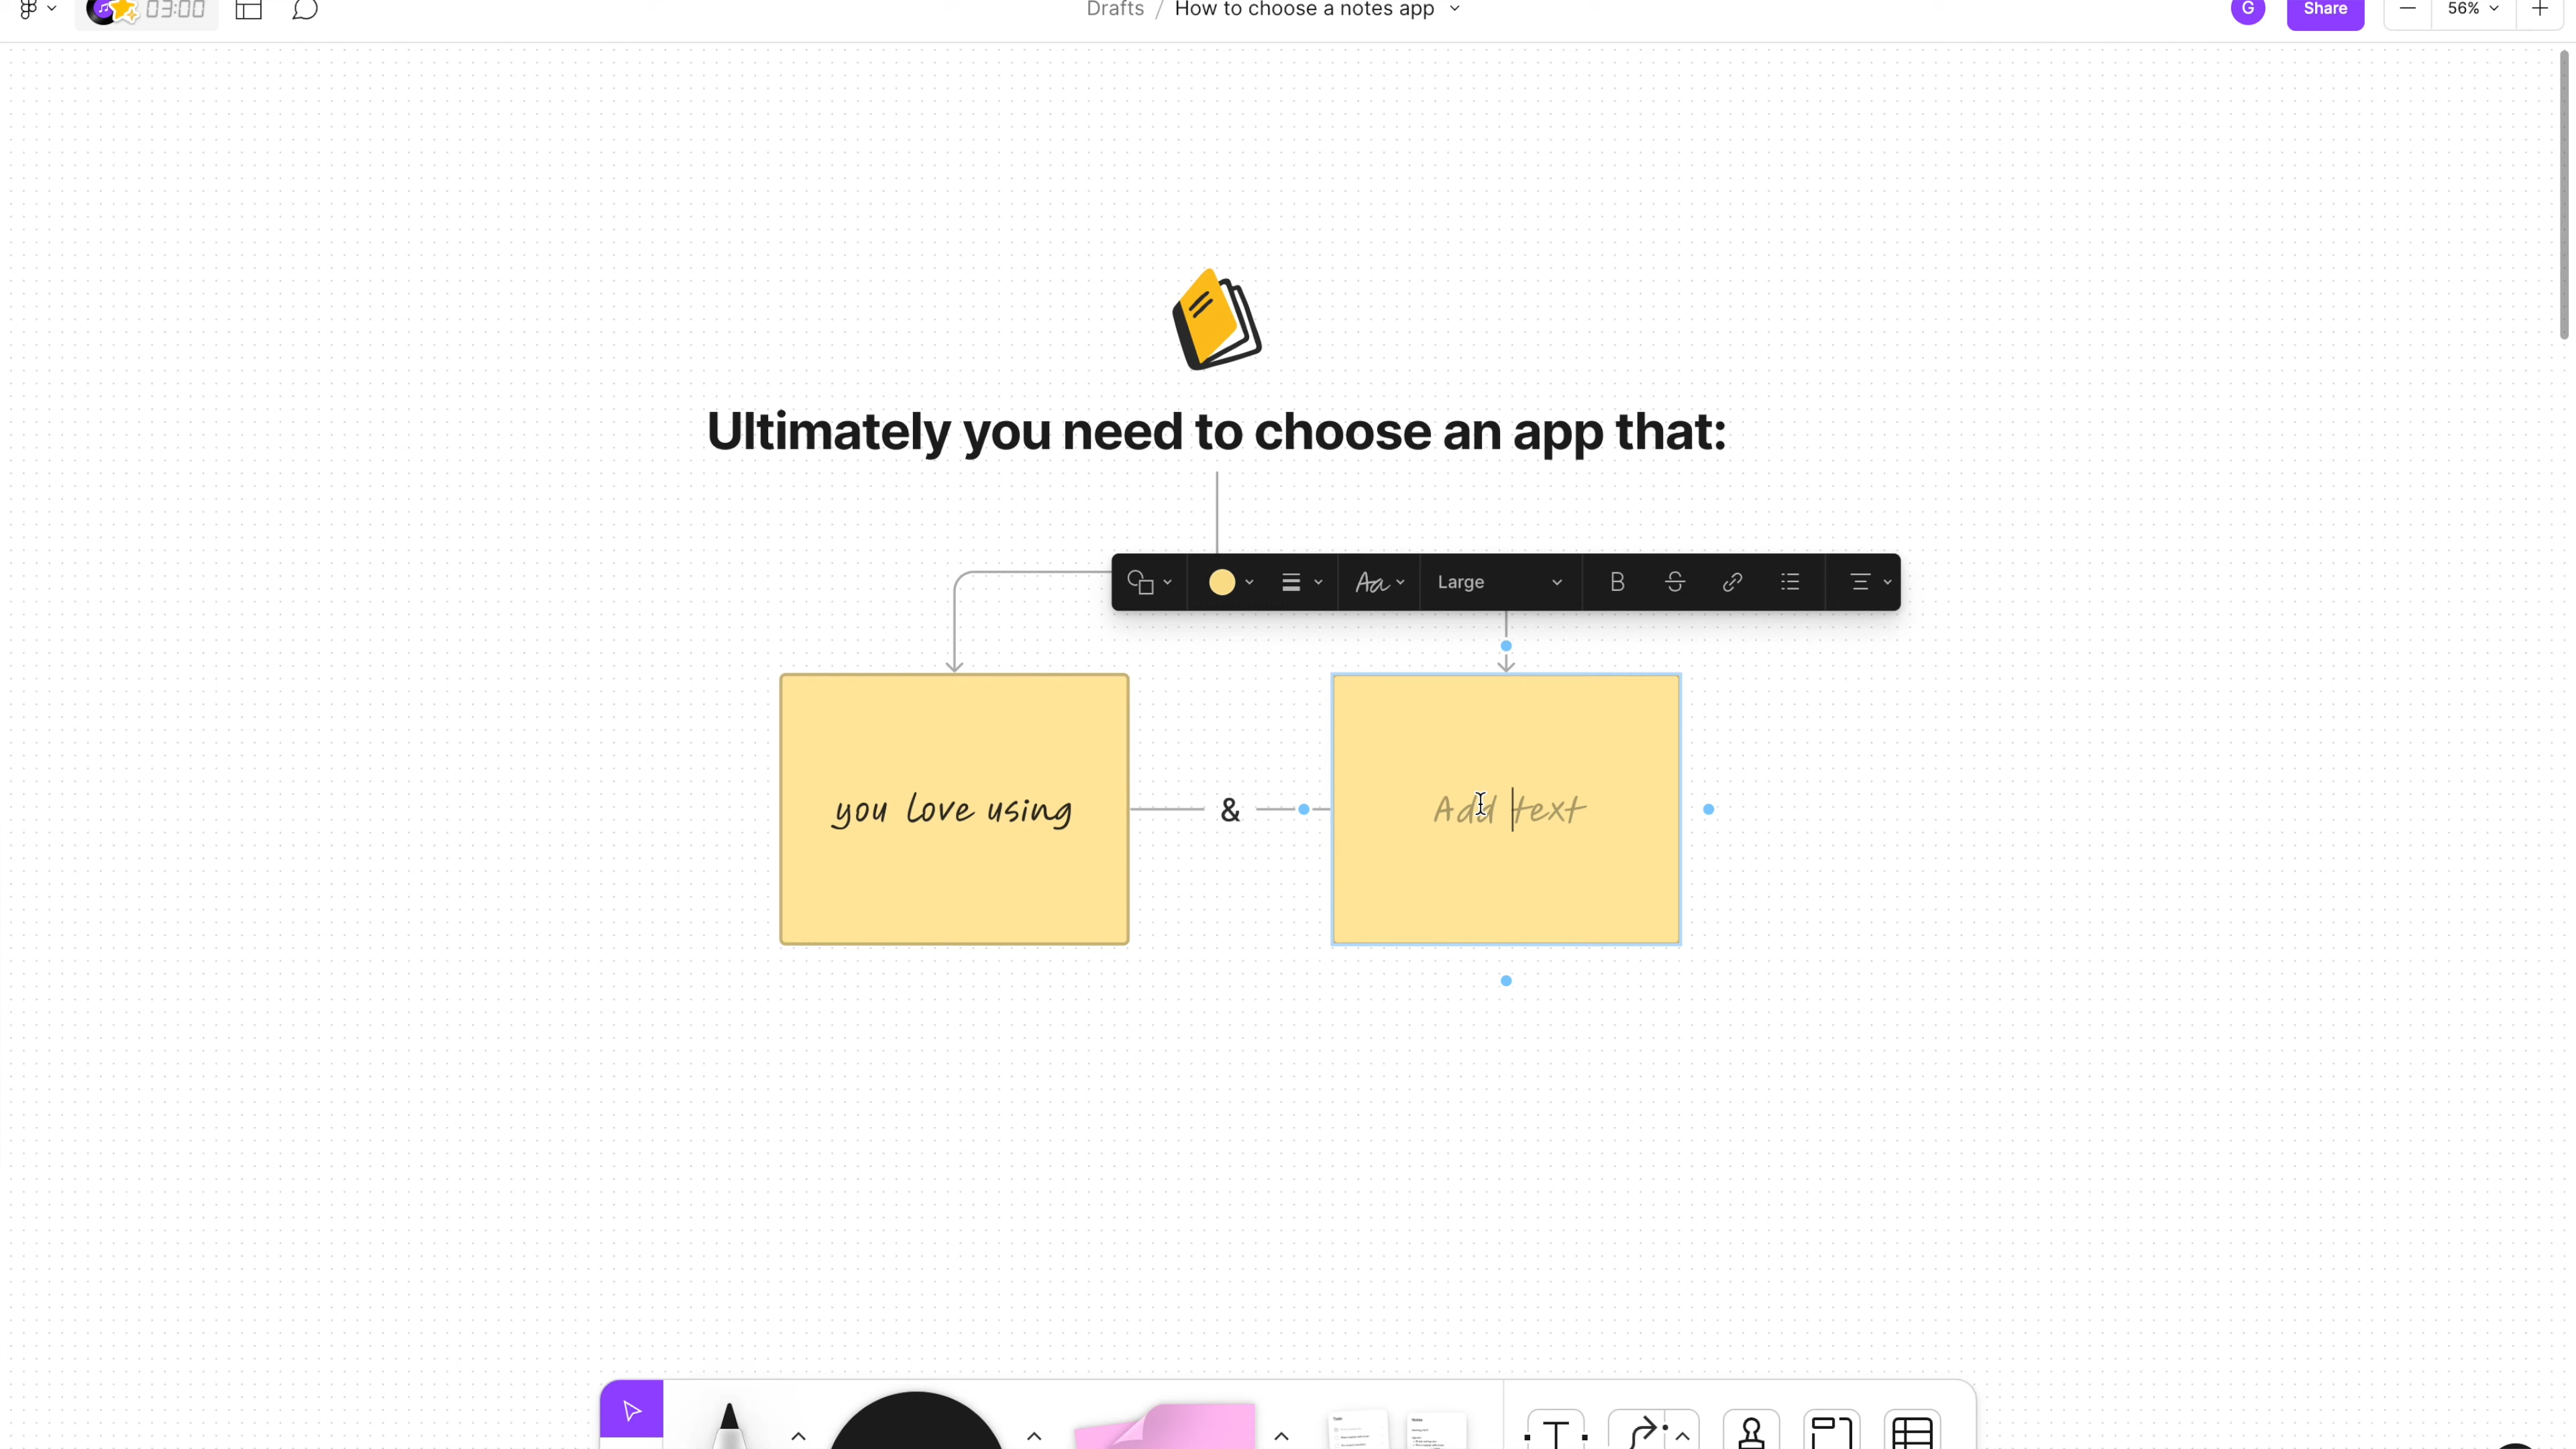 03:00
Drafts / How to choose a notes app
G
Share
56%
Ultimately you need to choose an app that:
Aa
Large
B
S
you love using
&
Add text
T